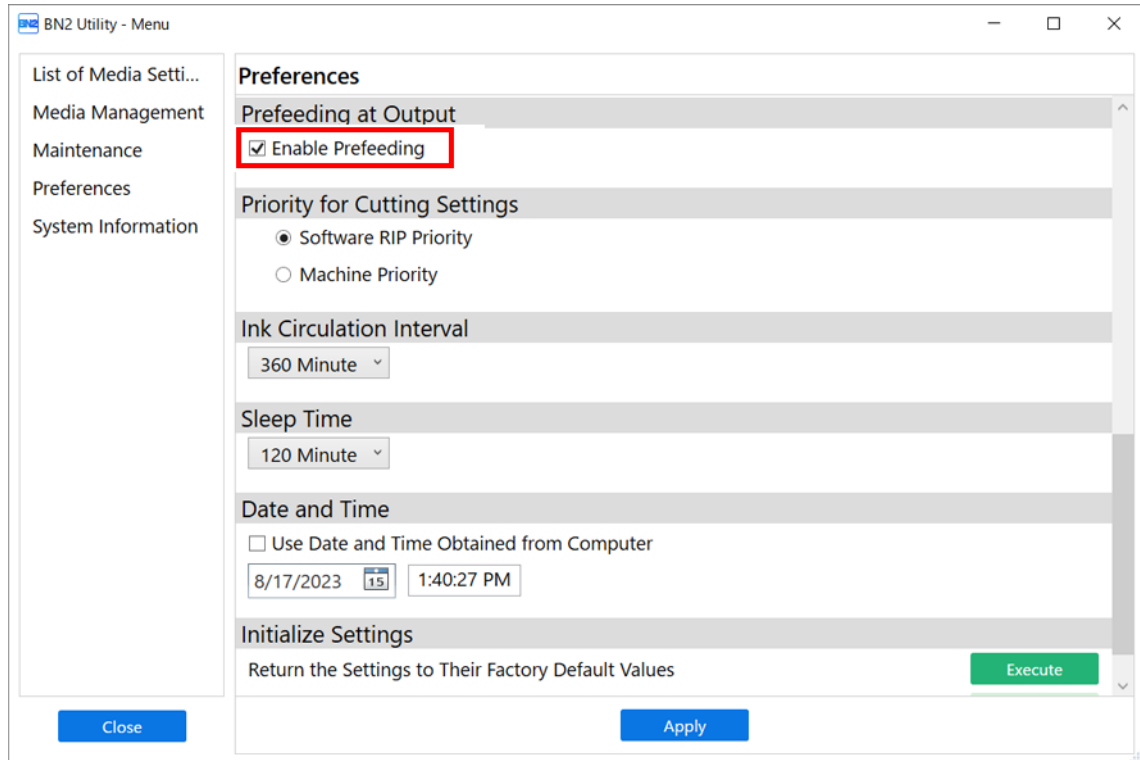 BN2 BN2 Utility - Menu
List of Media Setti...
Media Management
Maintenance
Preferences
System Information
Close
Preferences
Prefeeding at Output
Enable Prefeeding
Priority for Cutting Settings
Software RIP Priority
Machine Priority
Ink Circulation Interval
360 Minute
Sleep Time
120 Minute
Date and Time
Use Date and Time Obtained from Computer
8/17/2023 15 1:40:27 PM
Initialize Settings
Return the Settings to Their Factory Default Values Execute
Apply